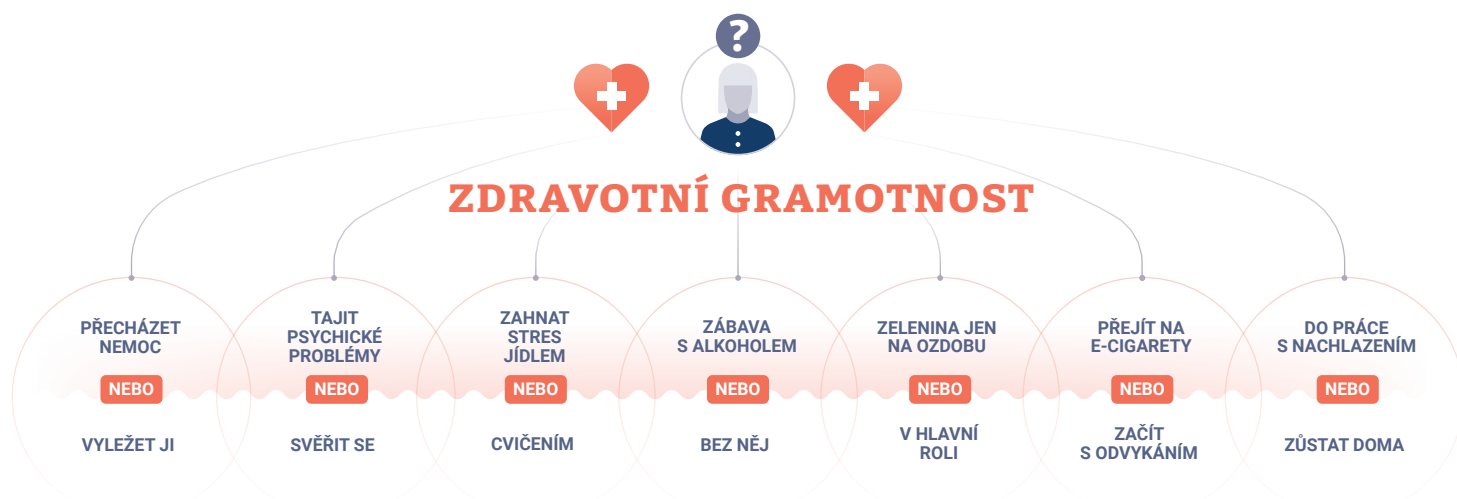 ?
ZDRAVOTNÍ GRAMOTNOST
PŘECHÁZET
NEMOC
NEBO
VYLEŽET JI
TAJIT
PSYCHICKÉ
PROBLÉMY
NEBO
SVĚŘIT SE
ZAHNAT
STRES
JÍDLEM
NEBO
CVIČENÍM
ZÁBAVA
S ALKOHOLEM
NEBO
BEZ NĚJ
ZELENINA JEN
NA OZDOBU
NEBO
V HLAVNÍ
ROLI
PŘEJÍT NA
E-CIGARETY
NEBO
ZAČÍT
S ODVYKÁNÍM
DO PRÁCE
S NACHLAZENÍM
NEBO
ZŮSTAT DOMA